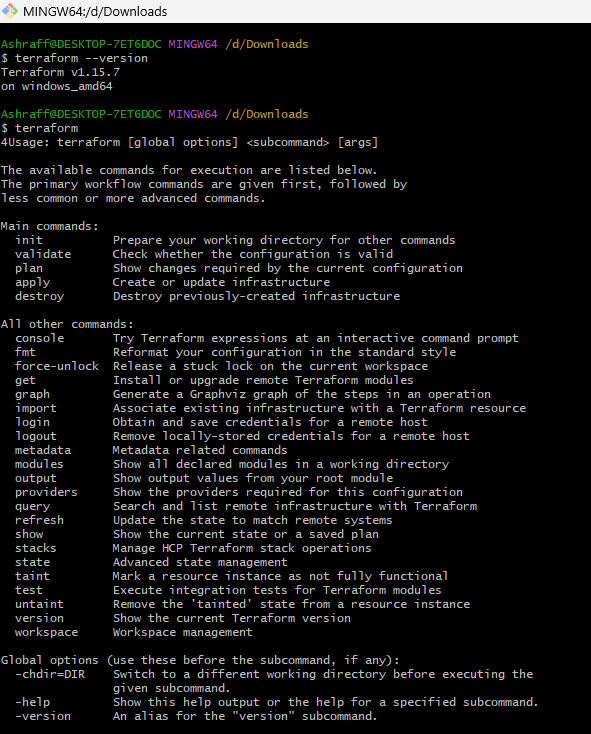 MINGW64:/d/Downloads
Ashraff@DESKTOP-7ET6DOC MINGW64 /d/Downloads
$ terraform --version
Terraform v1.15.7
on windows_amd64
Ashraff@DESKTOP-7ET6DOC MINGW64 /d/Downloads
$ terraform
4Usage: terraform [global options] <subcommand> [args]
The available commands for execution are listed below.
The primary workflow commands are given first, followed by
less common or more advanced commands.
Main commands:
  init          Prepare your working directory for other commands
  validate      Check whether the configuration is valid
  plan          Show changes required by the current configuration
  apply         Create or update infrastructure
  destroy       Destroy previously-created infrastructure
All other commands:
  console       Try Terraform expressions at an interactive command prompt
  fmt           Reformat your configuration in the standard style
  force-unlock  Release a stuck lock on the current workspace
  get           Install or upgrade remote Terraform modules
  graph         Generate a Graphviz graph of the steps in an operation
  import        Associate existing infrastructure with a Terraform resource
  login         Obtain and save credentials for a remote host
  logout        Remove locally-stored credentials for a remote host
  metadata      Metadata related commands
  modules       Show all declared modules in a working directory
  output        Show output values from your root module
  providers     Show the providers required for this configuration
  query         Search and list remote infrastructure with Terraform
  refresh       Update the state to match remote systems
  show          Show the current state or a saved plan
  stacks        Manage HCP Terraform stack operations
  state         Advanced state management
  taint         Mark a resource instance as not fully functional
  test          Execute integration tests for Terraform modules
  untaint       Remove the 'tainted' state from a resource instance
  version       Show the current Terraform version
  workspace     Workspace management
Global options (use these before the subcommand, if any):
  -chdir=DIR    Switch to a different working directory before executing the
                given subcommand.
  -help         Show this help output or the help for a specified subcommand.
  -version      An alias for the "version" subcommand.